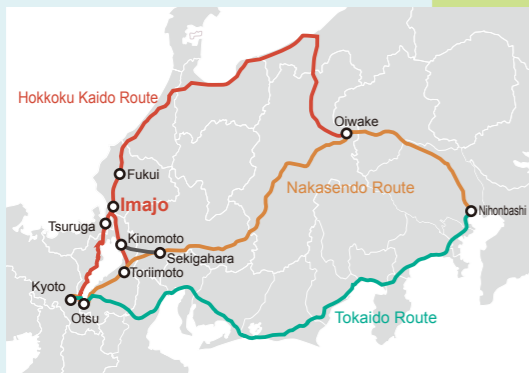 Hokkoku Kaido Route
Oiwake
Fukui
Nakasendo Route
Imajo
Nihonbashi
Tsuruga
Kinomoto
Sekigahara
Toriimoto
Kyoto
Otsu
Tokaido Route